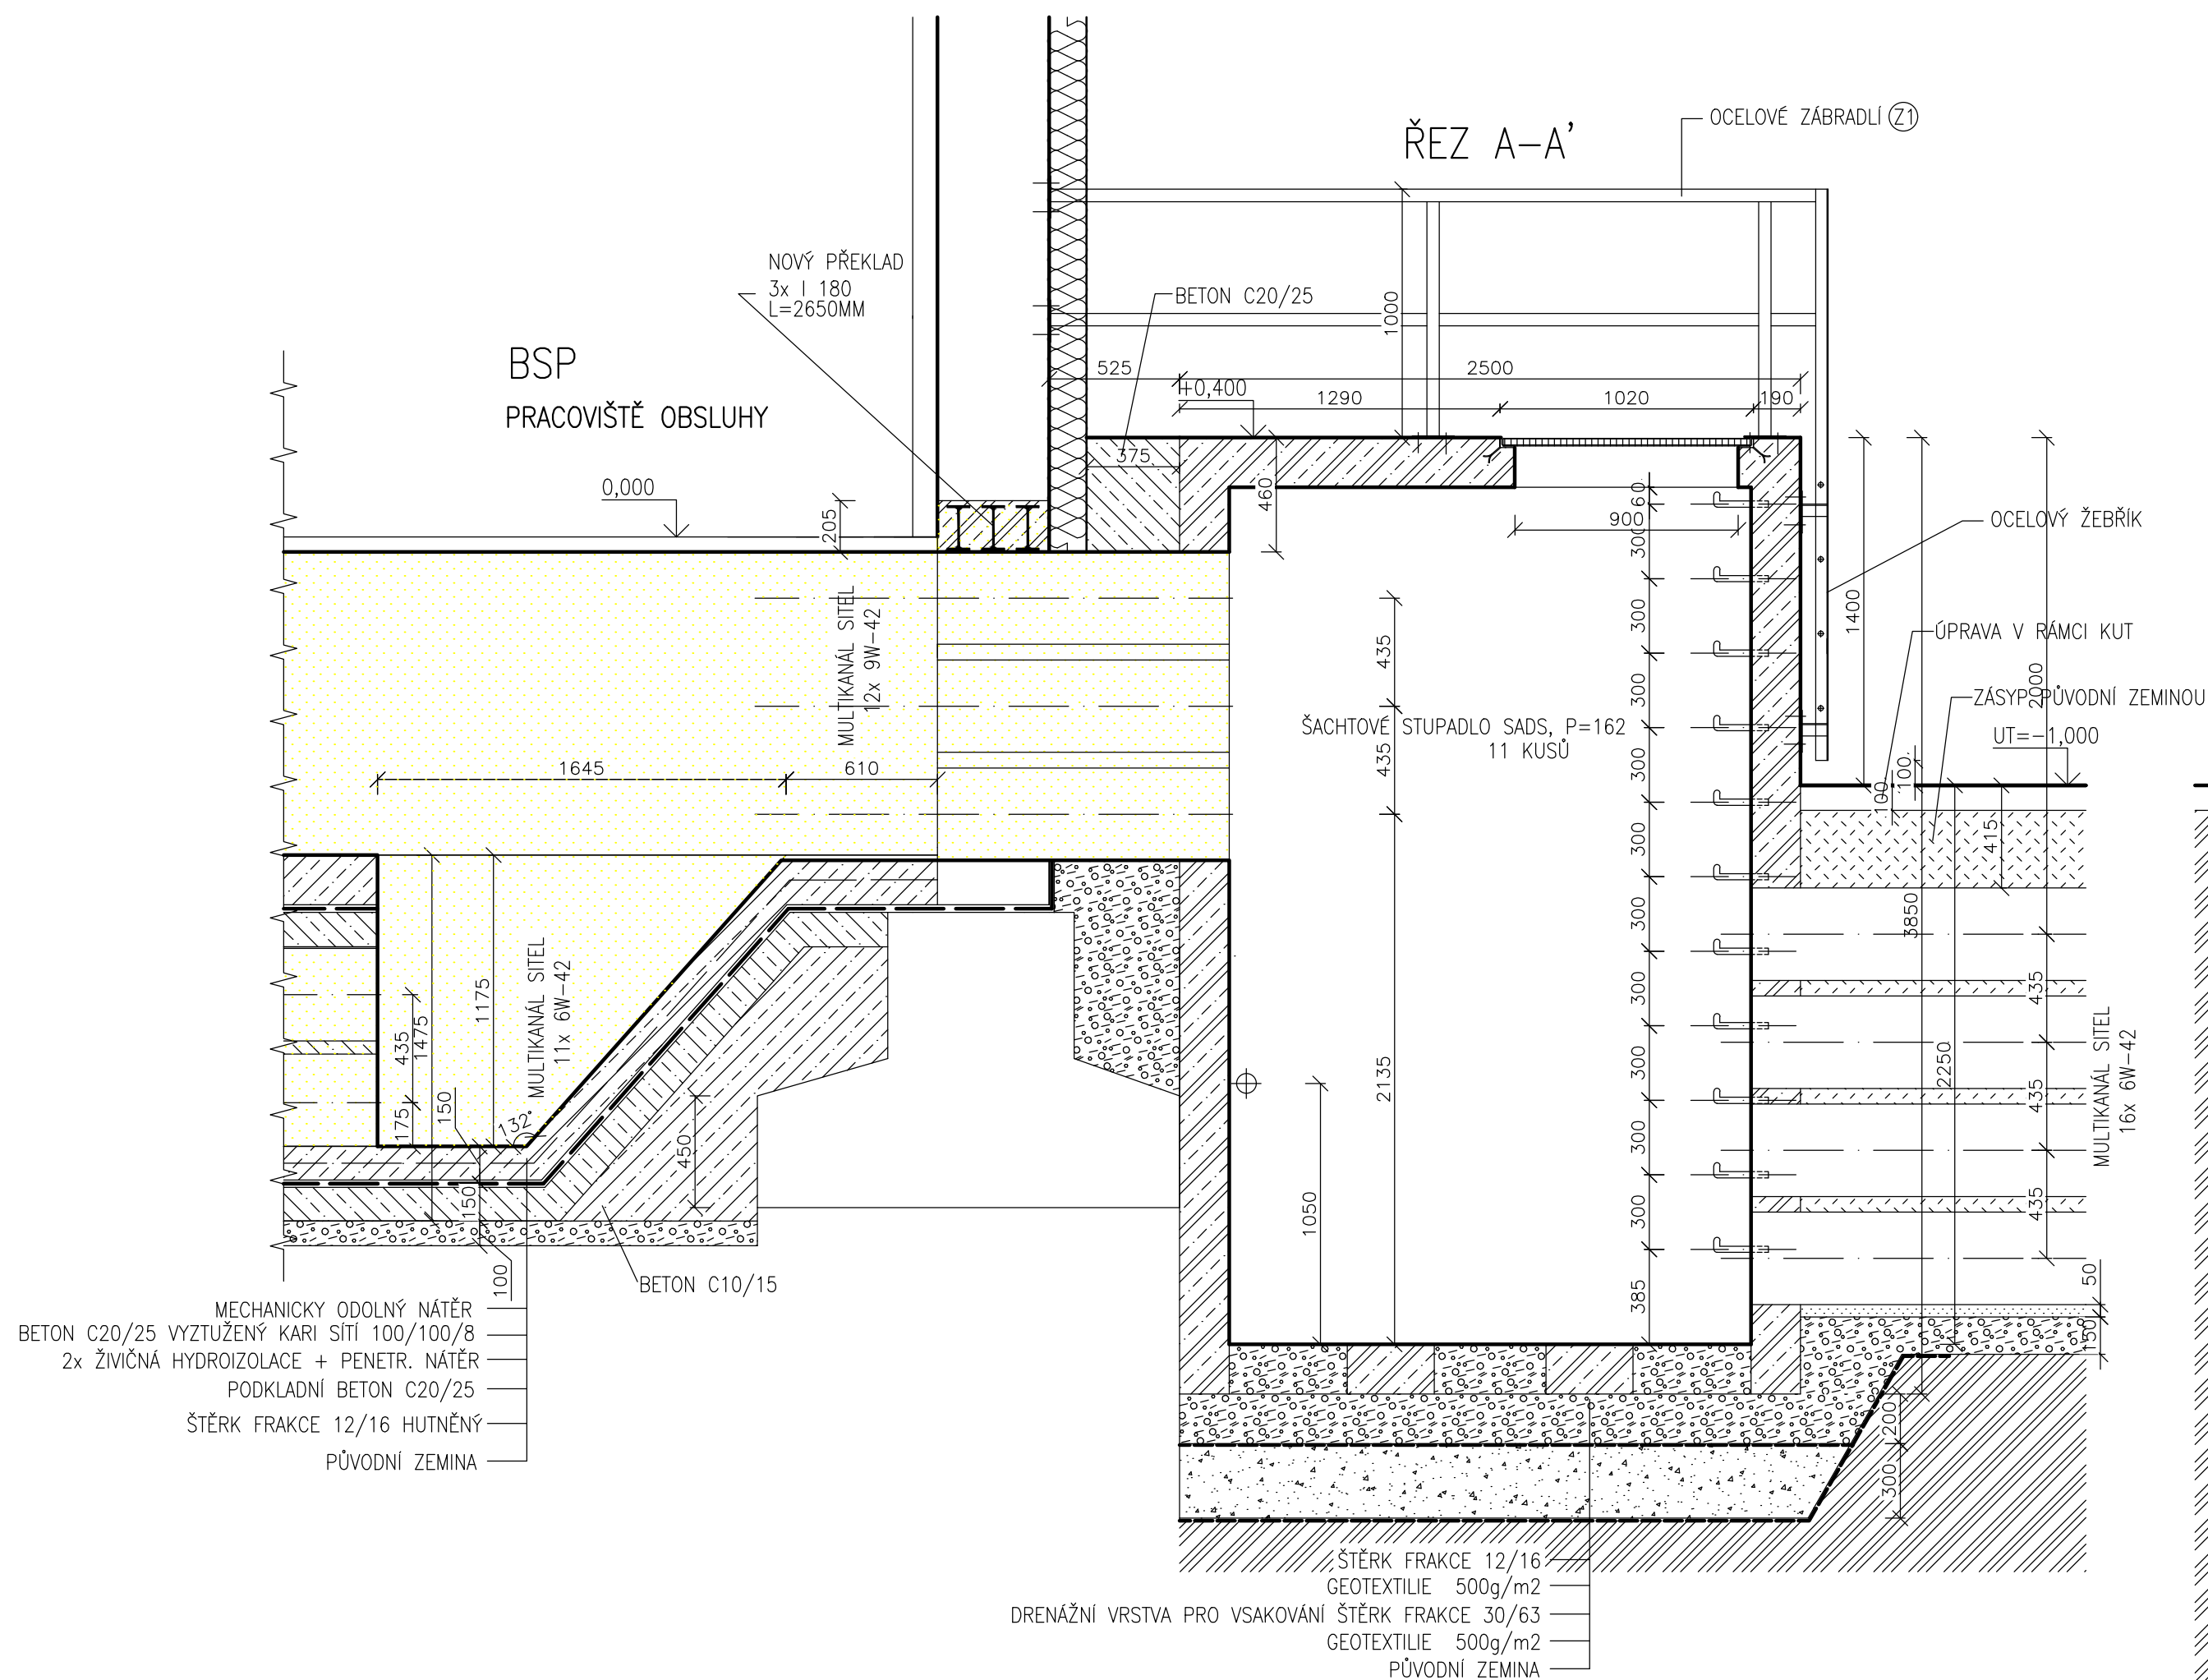 ŘEZ A-A'
OCELOVÉ ZÁBRADLÍ Z1
NOVÝ PŘEKLAD
3x I 180
L=2650MM
BETON C20/25
1000
BSP
PRACOVIŠTĚ OBSLUHY
525
2500
+0,400
1290
1020
190
375
460
0,000
205
60
900
300
OCELOVÝ ŽEBŘÍK
1400
ÚPRAVA V RÁMCI KUT
2000
ZÁSYP PŮVODNÍ ZEMINOU
UT=-1,000
MULTIKANÁL SITEL
12x 9W-42
435
300
300
ŠACHTOVÉ STUPADLO SADS, P=162
11 KUSŮ
435
300
1645
610
100
100
415
300
3850
300
MULTIKANÁL SITEL
11x 6W-42
1175
1475
435
175
150
132°
450
150
100
300
435
2250
MULTIKANÁL SITEL
16x 6W-42
2135
300
435
1050
300
435
300
385
50
150
200
300
BETON C10/15
MECHANICKY ODOLNÝ NÁTĚR
BETON C20/25 VYZTUŽENÝ KARI SÍTÍ 100/100/8
2x ŽIVIČNÁ HYDROIZOLACE + PENETR. NÁTĚR
PODKLADNÍ BETON C20/25
ŠTĚRK FRAKCE 12/16 HUTNĚNÝ
PŮVODNÍ ZEMINA
ŠTĚRK FRAKCE 12/16
GEOTEXTILIE 500g/m2
DRENÁŽNÍ VRSTVA PRO VSAKOVÁNÍ ŠTĚRK FRAKCE 30/63
GEOTEXTILIE 500g/m2
PŮVODNÍ ZEMINA